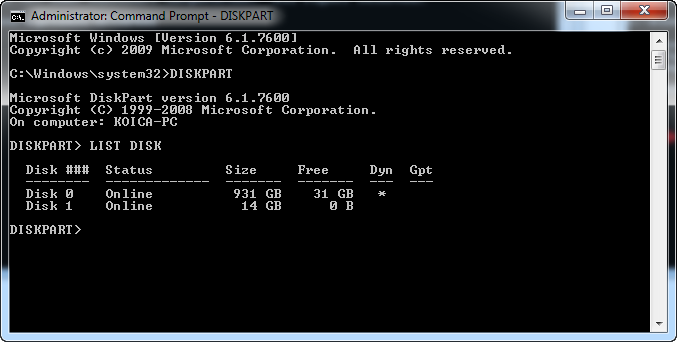 Administrator: Command Prompt - DISKPART
Microsoft Windows [Version 6.1.7600]
Copyright (c) 2009 Microsoft Corporation.  All rights reserved.
C:\Windows\system32>DISKPART
Microsoft DiskPart version 6.1.7600
Copyright (C) 1999-2008 Microsoft Corporation.
On computer: KOICA-PC
DISKPART> LIST DISK
  Disk ###  Status         Size     Free     Dyn  Gpt
  --------  -------------  -------  -------  ---  ---
  Disk 0    Online          931 GB    31 GB   *
  Disk 1    Online           14 GB      0 B
DISKPART>